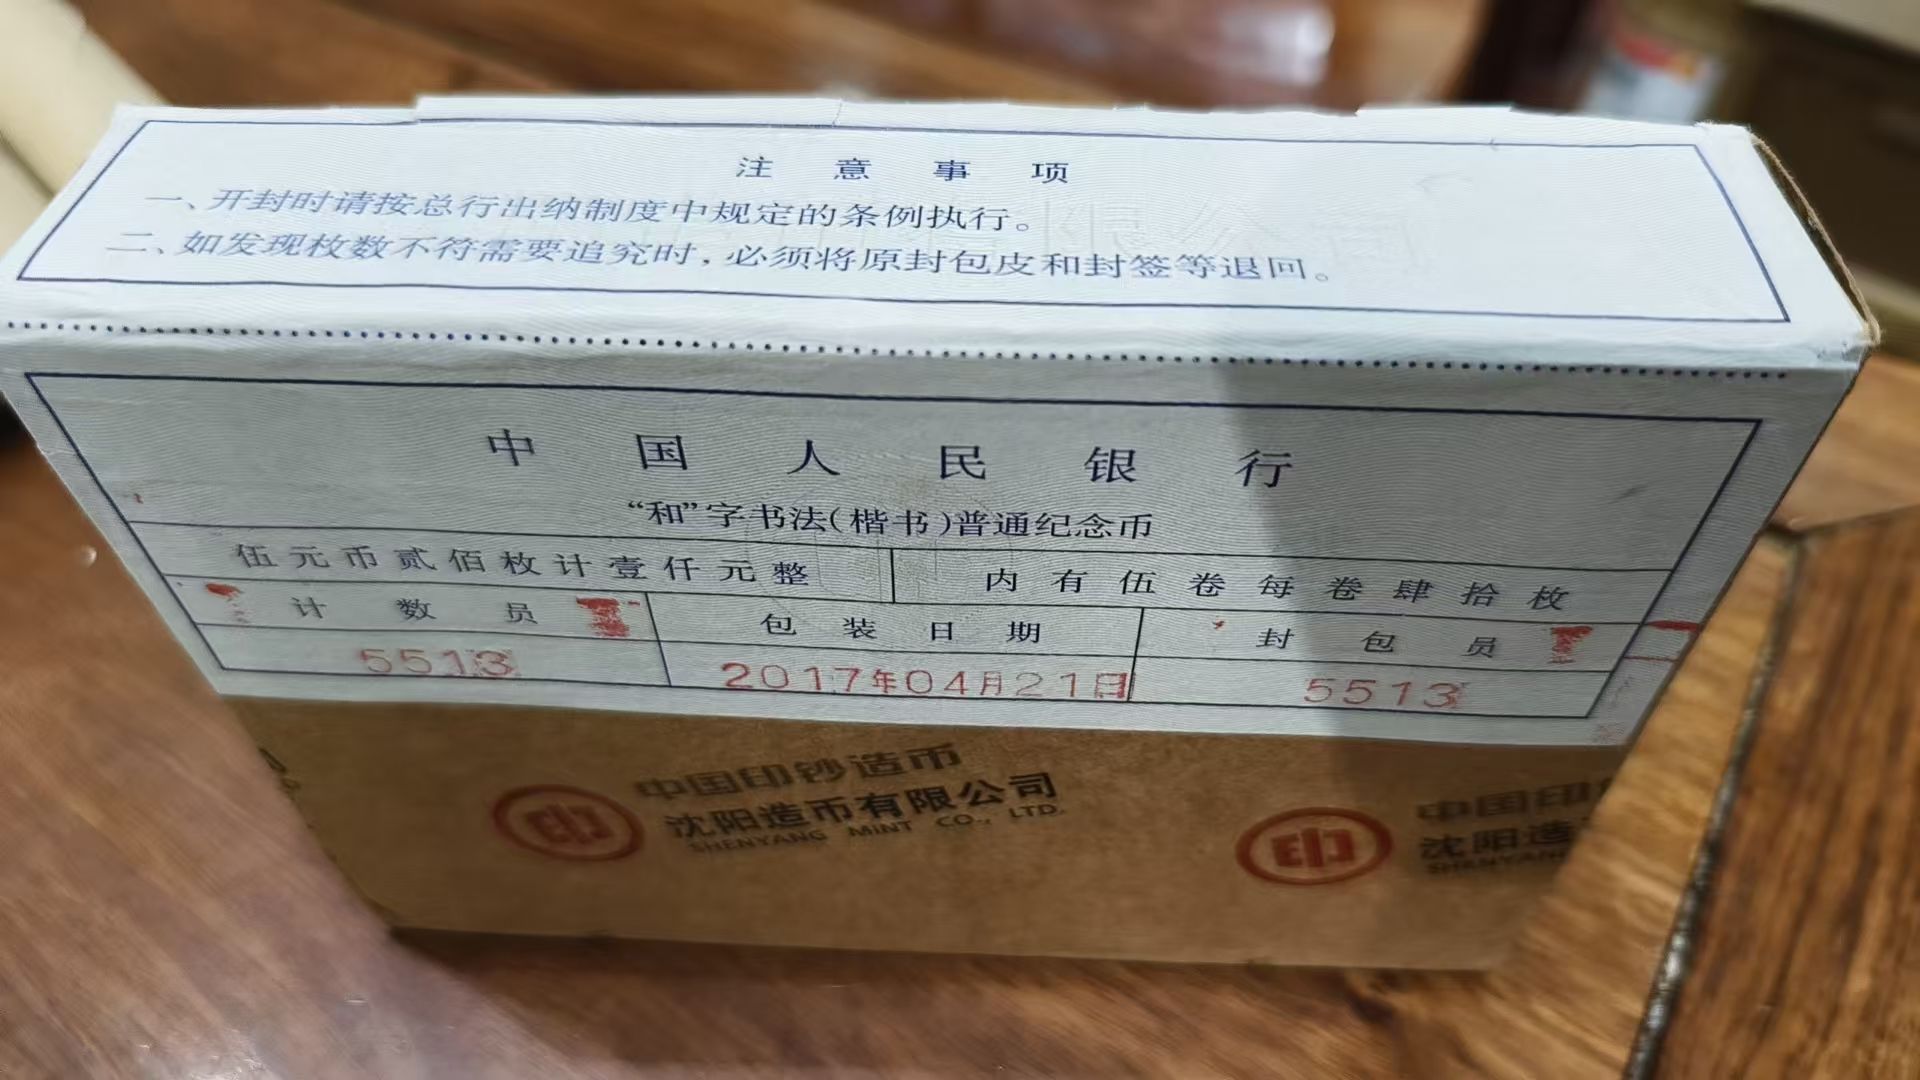 注意事项
一、开封时请按总行出纳制度中规定的条例执行。
二、如发现枚数不符需要追究时，必须将原封包皮和封签等退回。
中国人民银行
“和”字书法(楷书)普通纪念币
伍元币贰佰枚计壹仟元整
内有伍卷每卷肆拾枚
计数员
包装日期
封包员
5513
2017年04月21日
5513
中国印钞造币
沈阳造币有限公司
SHENYANG MINT CO., LTD.
中国印
沈阳造
SHENYANG